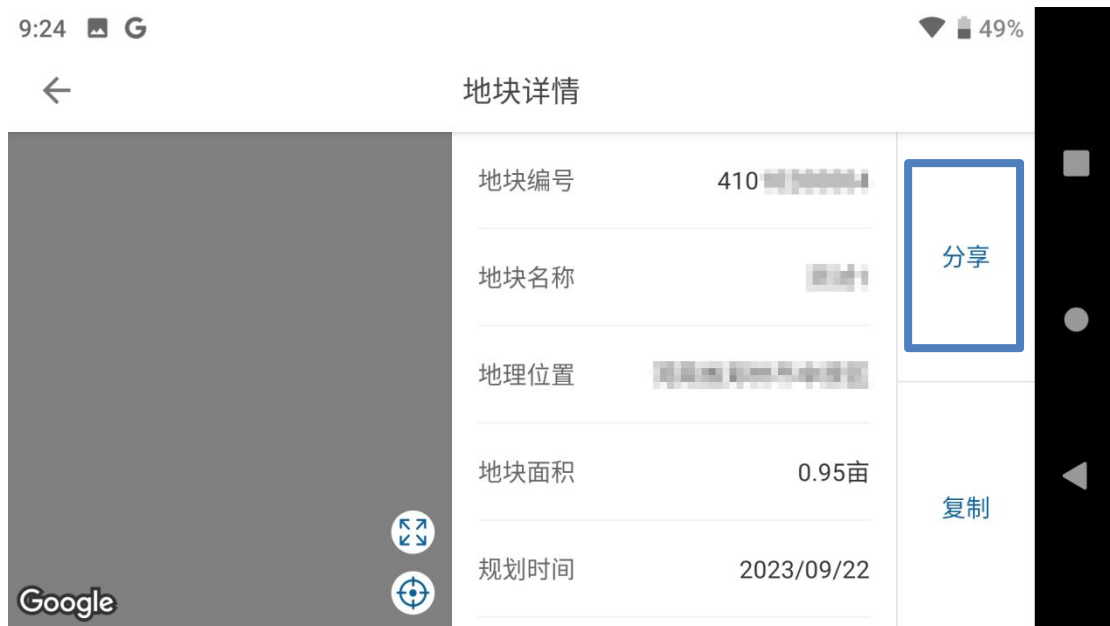 9:24 G 49%
地块详情
地块编号 410
地块名称
地理位置
地块面积 0.95亩
规划时间 2023/09/22
分享
复制
Google